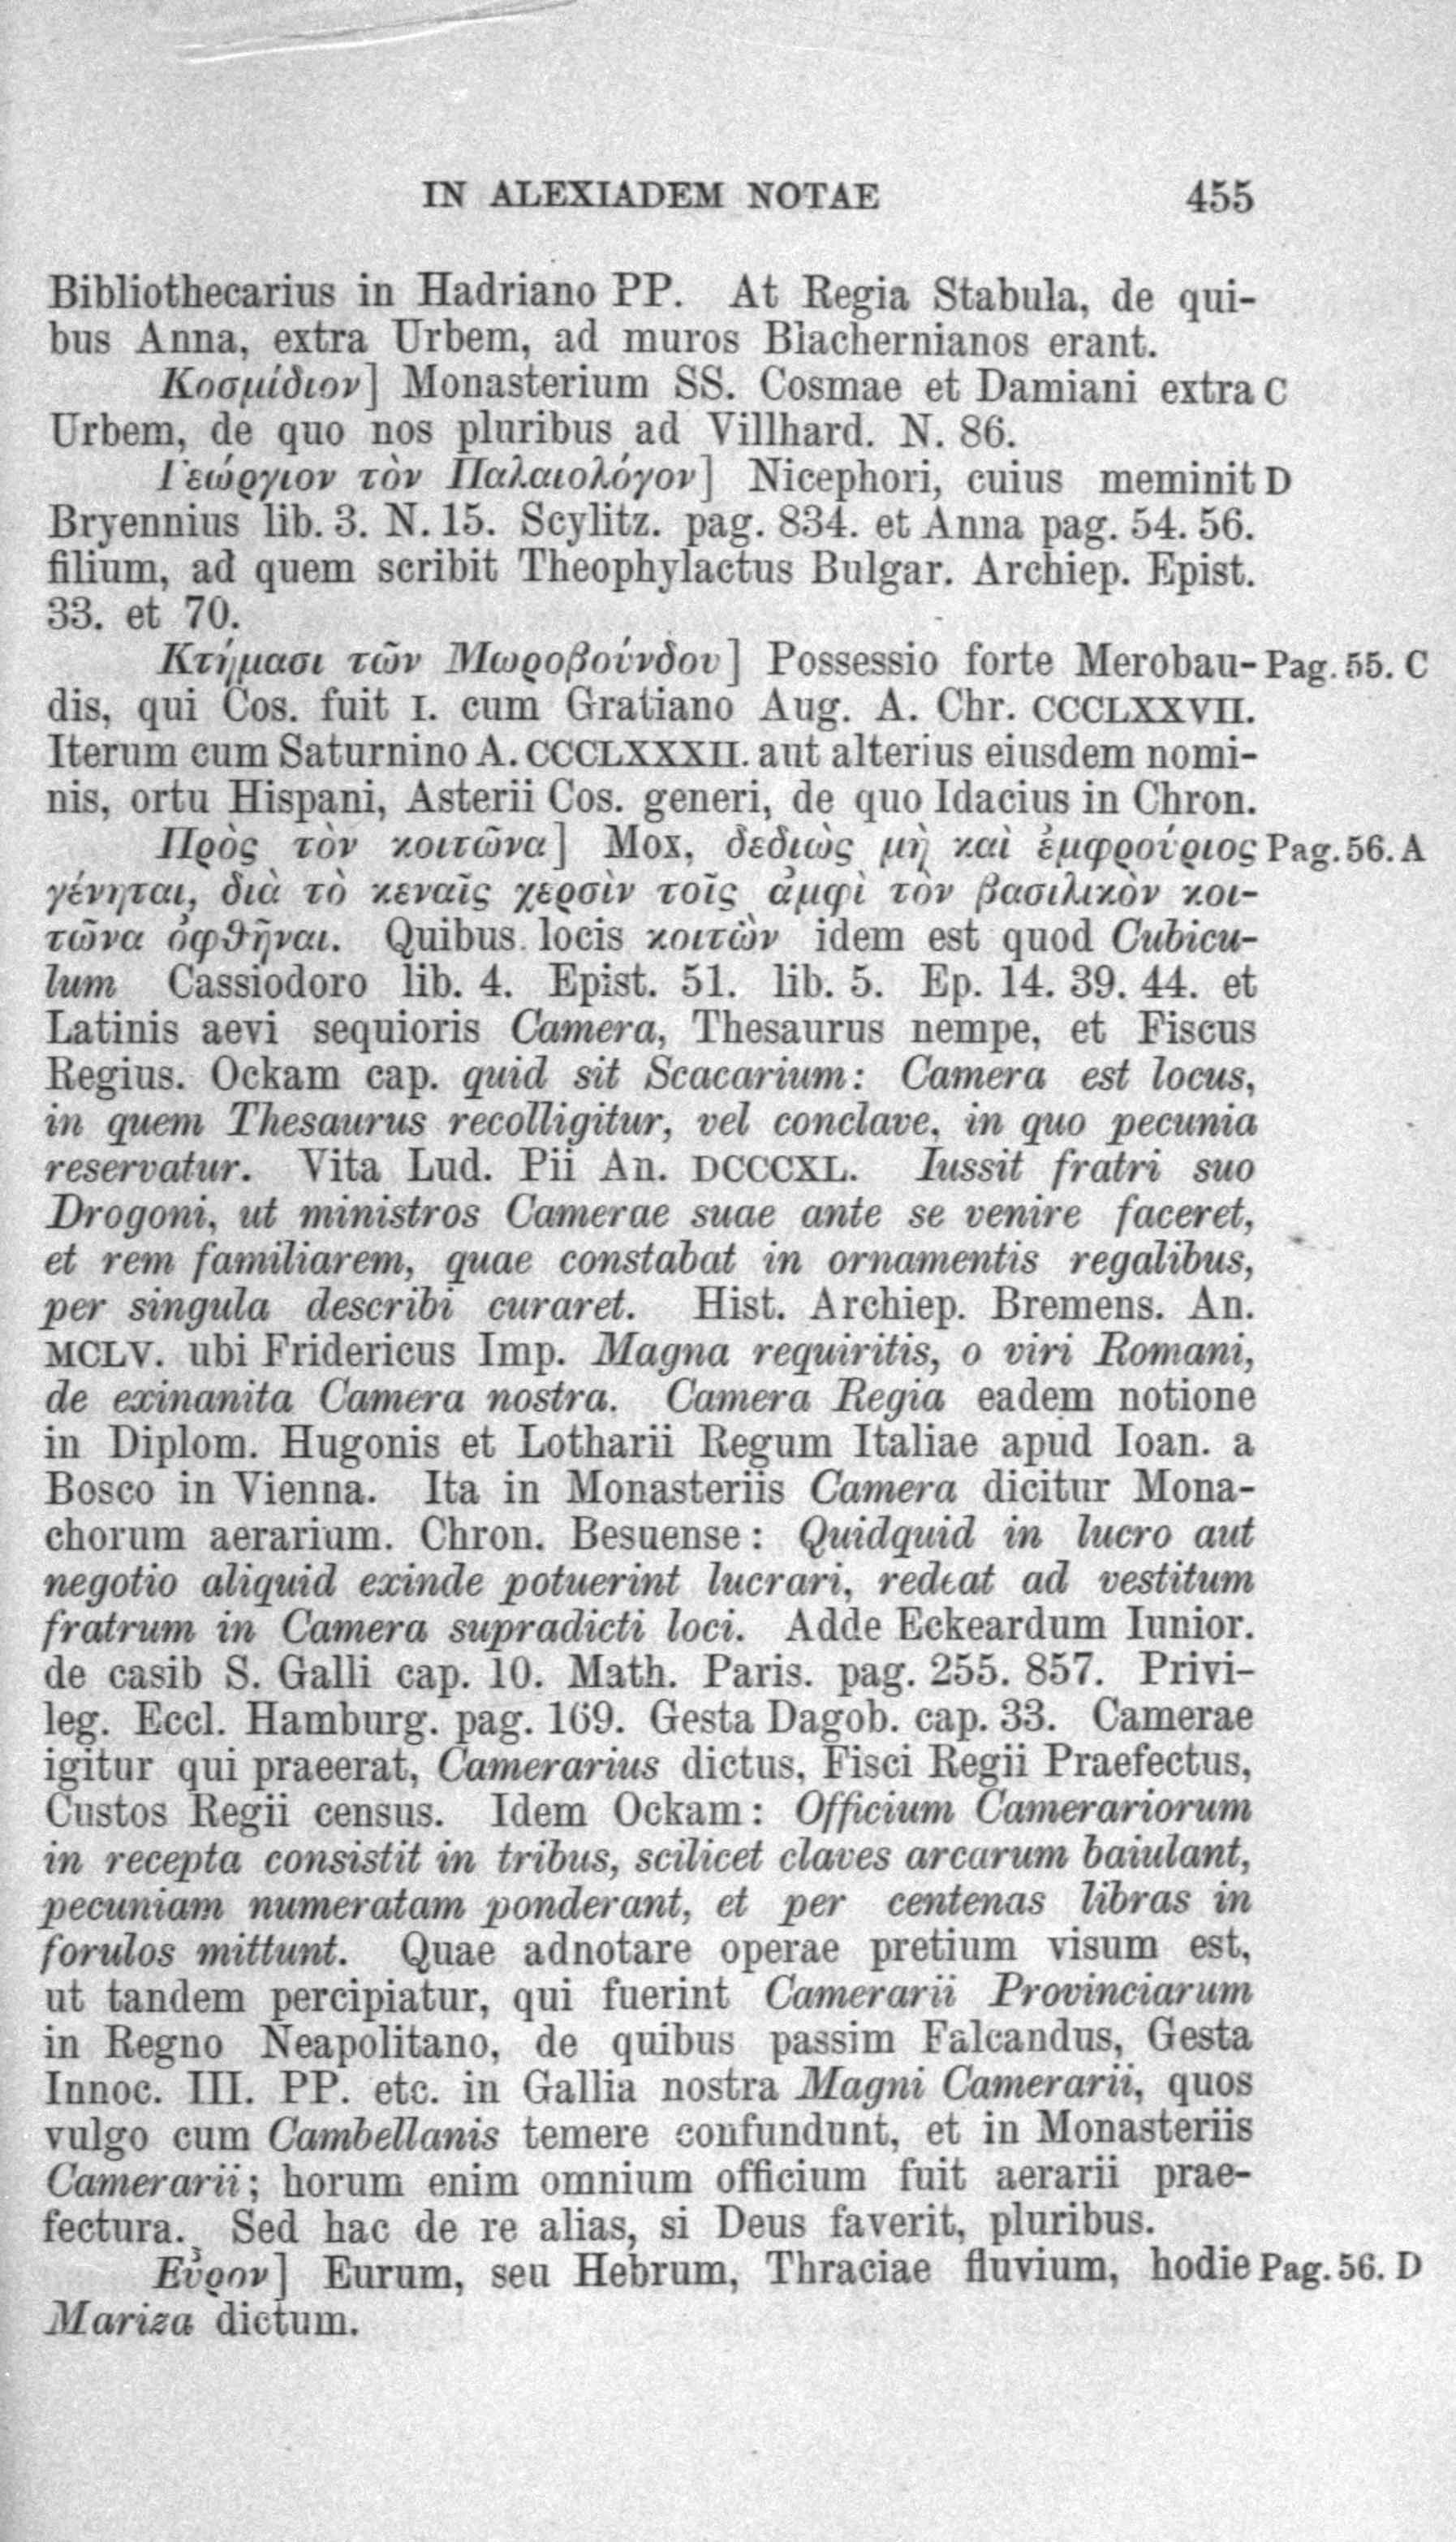 IN ALEXIADEM NOTAE 455
Bibliothecarius in Hadriano PP. At Regia Stabula, de qui-
bus Anna, extra Urbem, ad muros Blachernianos erant.
Κοσμίδιον] Monasterium SS. Cosmae et Damiani extra C
Urbem, de quo nos pluribus ad Villhard. N. 86.
Γεώργιον τὸν Παλαιολόγον] Nicephori, cuius meminit D
Bryennius lib. 3. N. 15. Scylitz. pag. 834. et Anna pag. 54. 56.
filium, ad quem scribit Theophylactus Bulgar. Archiep. Epist.
33. et 70.
Κτήμασι τῶν Μωροβούνδου] Possessio forte Merobau- Pag. 55. C
dis, qui Cos. fuit I. cum Gratiano Aug. A. Chr. CCCLXXVII.
Iterum cum Saturnino A. CCCLXXXII. aut alterius eiusdem nomi-
nis, ortu Hispani, Asterii Cos. generi, de quo Idacius in Chron.
Πρὸς τὸν κοιτῶνα] Mox, δεδιὼς μὴ καὶ ἐμφρούριος Pag. 56. A
γένηται, διὰ τὸ κεναῖς χερσὶν τοῖς ἀμφὶ τὸν βασιλικὸν κοι-
τῶνα ὀφθῆναι. Quibus locis κοιτὼν idem est quod Cubicu-
lum Cassiodoro lib. 4. Epist. 51. lib. 5. Ep. 14. 39. 44. et
Latinis aevi sequioris Camera, Thesaurus nempe, et Fiscus
Regius. Ockam cap. quid sit Scacarium: Camera est locus,
in quem Thesaurus recolligitur, vel conclave, in quo pecunia
reservatur. Vita Lud. Pii An. DCCCXL. Iussit fratri suo
Drogoni, ut ministros Camerae suae ante se venire faceret,
et rem familiarem, quae constabat in ornamentis regalibus,
per singula describi curaret. Hist. Archiep. Bremens. An.
MCLV. ubi Fridericus Imp. Magna requiritis, o viri Romani,
de exinanita Camera nostra. Camera Regia eadem notione
in Diplom. Hugonis et Lotharii Regum Italiae apud Ioan. a
Bosco in Vienna. Ita in Monasteriis Camera dicitur Mona-
chorum aerarium. Chron. Besuense: Quidquid in lucro aut
negotio aliquid exinde potuerint lucrari, redeat ad vestitum
fratrum in Camera supradicti loci. Adde Eckeardum Iunior.
de casib S. Galli cap. 10. Math. Paris. pag. 255. 857. Privi-
leg. Eccl. Hamburg. pag. 169. Gesta Dagob. cap. 33. Camerae
igitur qui praeerat, Camerarius dictus, Fisci Regii Praefectus,
Custos Regii census. Idem Ockam: Officium Camerariorum
in recepta consistit in tribus, scilicet claves arcarum baiulant,
pecuniam numeratam ponderant, et per centenas libras in
forulos mittunt. Quae adnotare operae pretium visum est,
ut tandem percipiatur, qui fuerint Camerarii Provinciarum
in Regno Neapolitano, de quibus passim Falcandus, Gesta
Innoc. III. PP. etc. in Gallia nostra Magni Camerarii, quos
vulgo cum Cambellanis temere confundunt, et in Monasteriis
Camerarii; horum enim omnium officium fuit aerarii prae-
fectura. Sed hac de re alias, si Deus faverit, pluribus.
Εὖρον] Eurum, seu Hebrum, Thraciae fluvium, hodie Pag. 56. D
Mariza dictum.